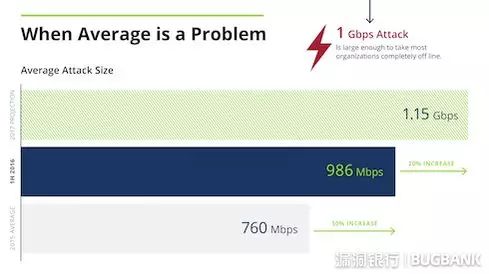 When Average is a Problem
1 Gbps Attack
Is large enough to take most
organizations completely off line.
Average Attack Size
2017 PROJECTION
1.15 Gbps
1H 2016
986 Mbps
20% INCREASE
2015 AVERAGE
760 Mbps
30% INCREASE
漏洞银行 | BUGBANK